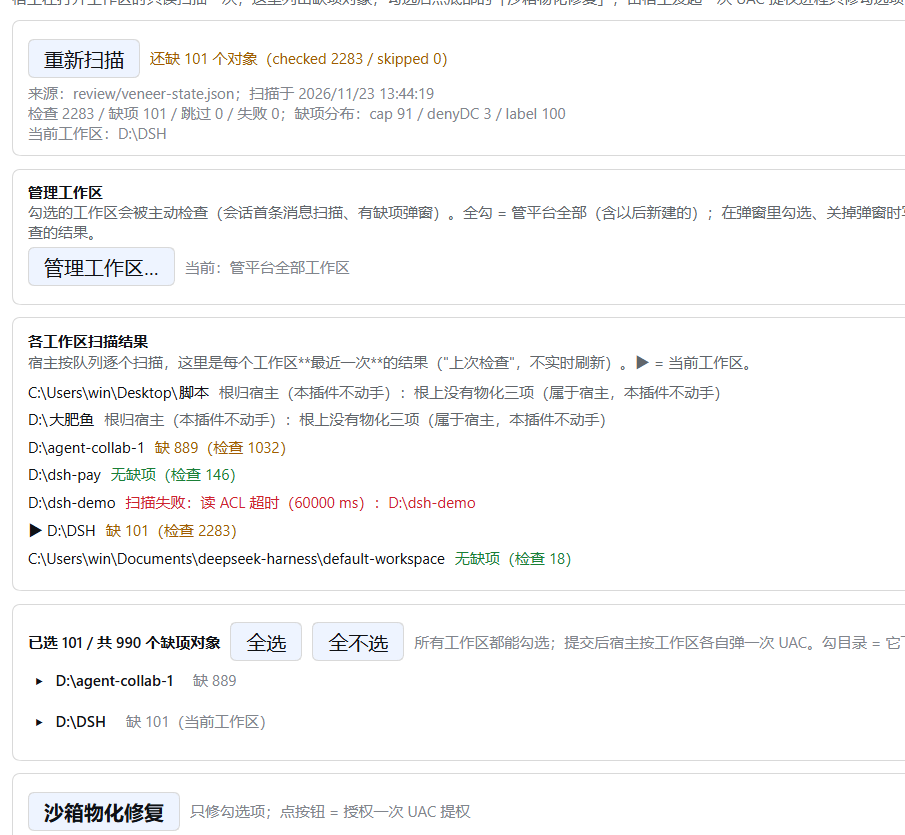 重新扫描 还缺 101 个对象（checked 2283 / skipped 0）
来源：review/veneer-state.json；扫描于 2026/11/23 13:44:19
检查 2283 / 缺项 101 / 跳过 0 / 失败 0；缺项分布：cap 91 / denyDC 3 / label 100
当前工作区：D:\DSH
管理工作区
勾选的工作区会被主动检查（会话首条消息扫描、有缺项弹窗）。全勾 = 管平台全部（含以后新建的）；在弹窗里勾选、关掉弹窗时
查的结果。
管理工作区... 当前：管平台全部工作区
各工作区扫描结果
宿主按队列逐个扫描，这里是每个工作区**最近一次**的结果（"上次检查"，不实时刷新）。▶ = 当前工作区。
C:\Users\win\Desktop\脚本 根归宿主（本插件不动手）：根上没有物化三项（属于宿主，本插件不动手）
D:\大肥鱼 根归宿主（本插件不动手）：根上没有物化三项（属于宿主，本插件不动手）
D:\agent-collab-1 缺 889（检查 1032）
D:\dsh-pay 无缺项（检查 146）
D:\dsh-demo 扫描失败：读 ACL 超时（60000 ms）：D:\dsh-demo
▶ D:\DSH 缺 101（检查 2283）
C:\Users\win\Documents\deepseek-harness\default-workspace 无缺项（检查 18）
已选 101 / 共 990 个缺项对象 全选 全不选 所有工作区都能勾选；提交后宿主按工作区各自弹一次 UAC。勾目录 = 它
▸ D:\agent-collab-1 缺 889
▸ D:\DSH 缺 101（当前工作区）
沙箱物化修复 只修勾选项；点按钮 = 授权一次 UAC 提权